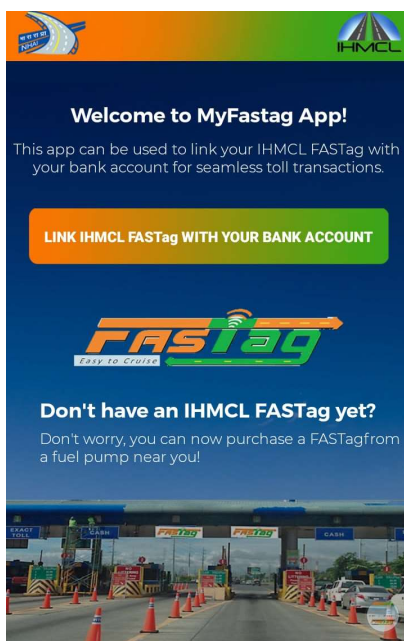 NHAI
IHMCL
Welcome to MyFastag App!
This app can be used to link your IHMCL FASTag with
your bank account for seamless toll transactions.
LINK IHMCL FASTag WITH YOUR BANK ACCOUNT
FASTag
Easy to Cruise
Don't have an IHMCL FASTag yet?
Don't worry, you can now purchase a FASTagfrom
a fuel pump near you!
EXACT
TOLL
CASH
FASTag
FASTag
CASH